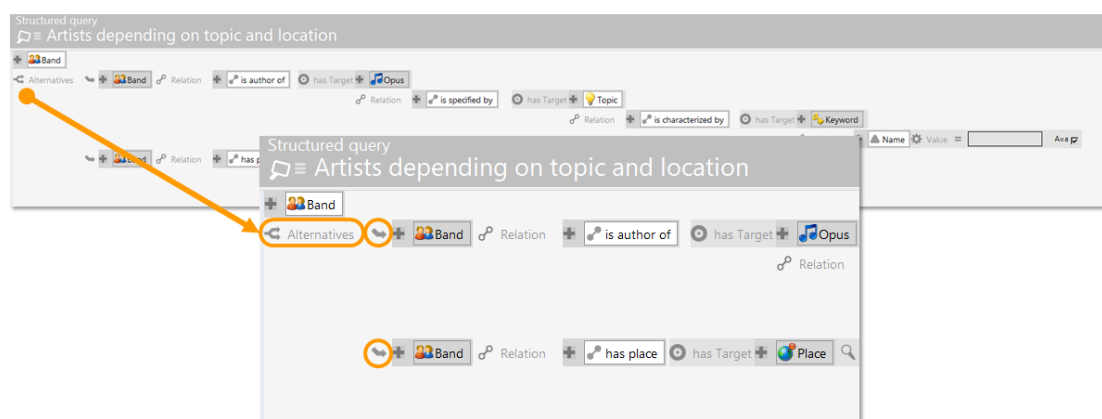 Structured query
Artists depending on topic and location
Band
Alternatives Band Relation is author of has Target Opus
Relation is specified by has Target Topic
Relation is characterized by has Target Keyword
Name Value = Aa=a
Band Relation has p
Structured query
Artists depending on topic and location
Band
Alternatives Band Relation is author of has Target Opus
Relation
Band Relation has place has Target Place